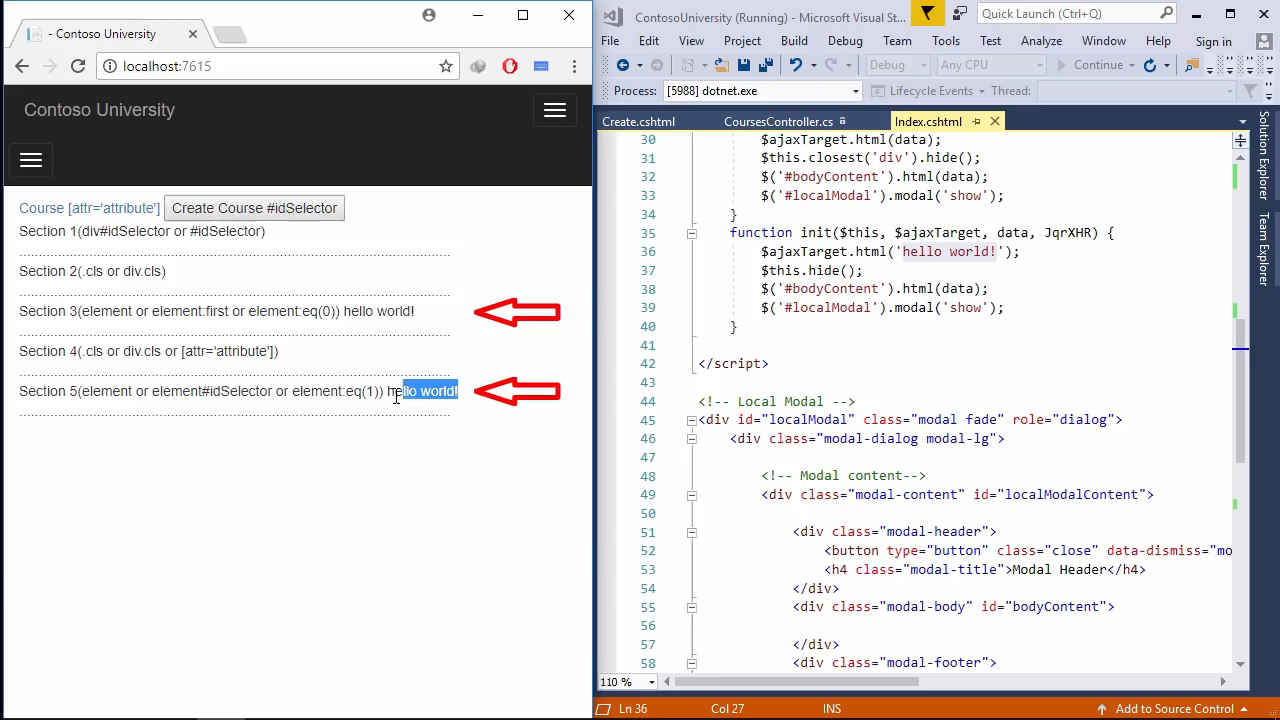 - Contoso University
localhost:7615
Contoso University
Course [attr='attribute'] Create Course #idSelector
Section 1(div#idSelector or #idSelector)
Section 2(.cls or div.cls)
Section 3(element or element:first or element:eq(0)) hello world!
Section 4(.cls or div.cls or [attr='attribute'])
Section 5(element or element#idSelector or element:eq(1)) hello world!
ContosoUniversity (Running) - Microsoft Visual St...
Quick Launch (Ctrl+Q)
File Edit View Project Build Debug Team Tools Test Analyze Window Help Sign in
Debug Any CPU Continue
Process: [5988] dotnet.exe Lifecycle Events Thread:
Create.cshtml CoursesController.cs Index.cshtml
30 $ajaxTarget.html(data);
31 $this.closest('div').hide();
32 $('#bodyContent').html(data);
33 $('#localModal').modal('show');
34 }
35 function init($this, $ajaxTarget, data, JqrXHR) {
36 $ajaxTarget.html('hello world!');
37 $this.hide();
38 $('#bodyContent').html(data);
39 $('#localModal').modal('show');
40 }
41
42 </script>
43
44 <!-- Local Modal -->
45 <div id="localModal" class="modal fade" role="dialog">
46 <div class="modal-dialog modal-lg">
47
48 <!-- Modal content-->
49 <div class="modal-content" id="localModalContent">
50
51 <div class="modal-header">
52 <button type="button" class="close" data-dismiss="mo
53 <h4 class="modal-title">Modal Header</h4>
54 </div>
55 <div class="modal-body" id="bodyContent">
56
57 </div>
58 <div class="modal-footer">
110 %
Ln 36 Col 27 INS Add to Source Control
Solution Explorer
Team Explorer